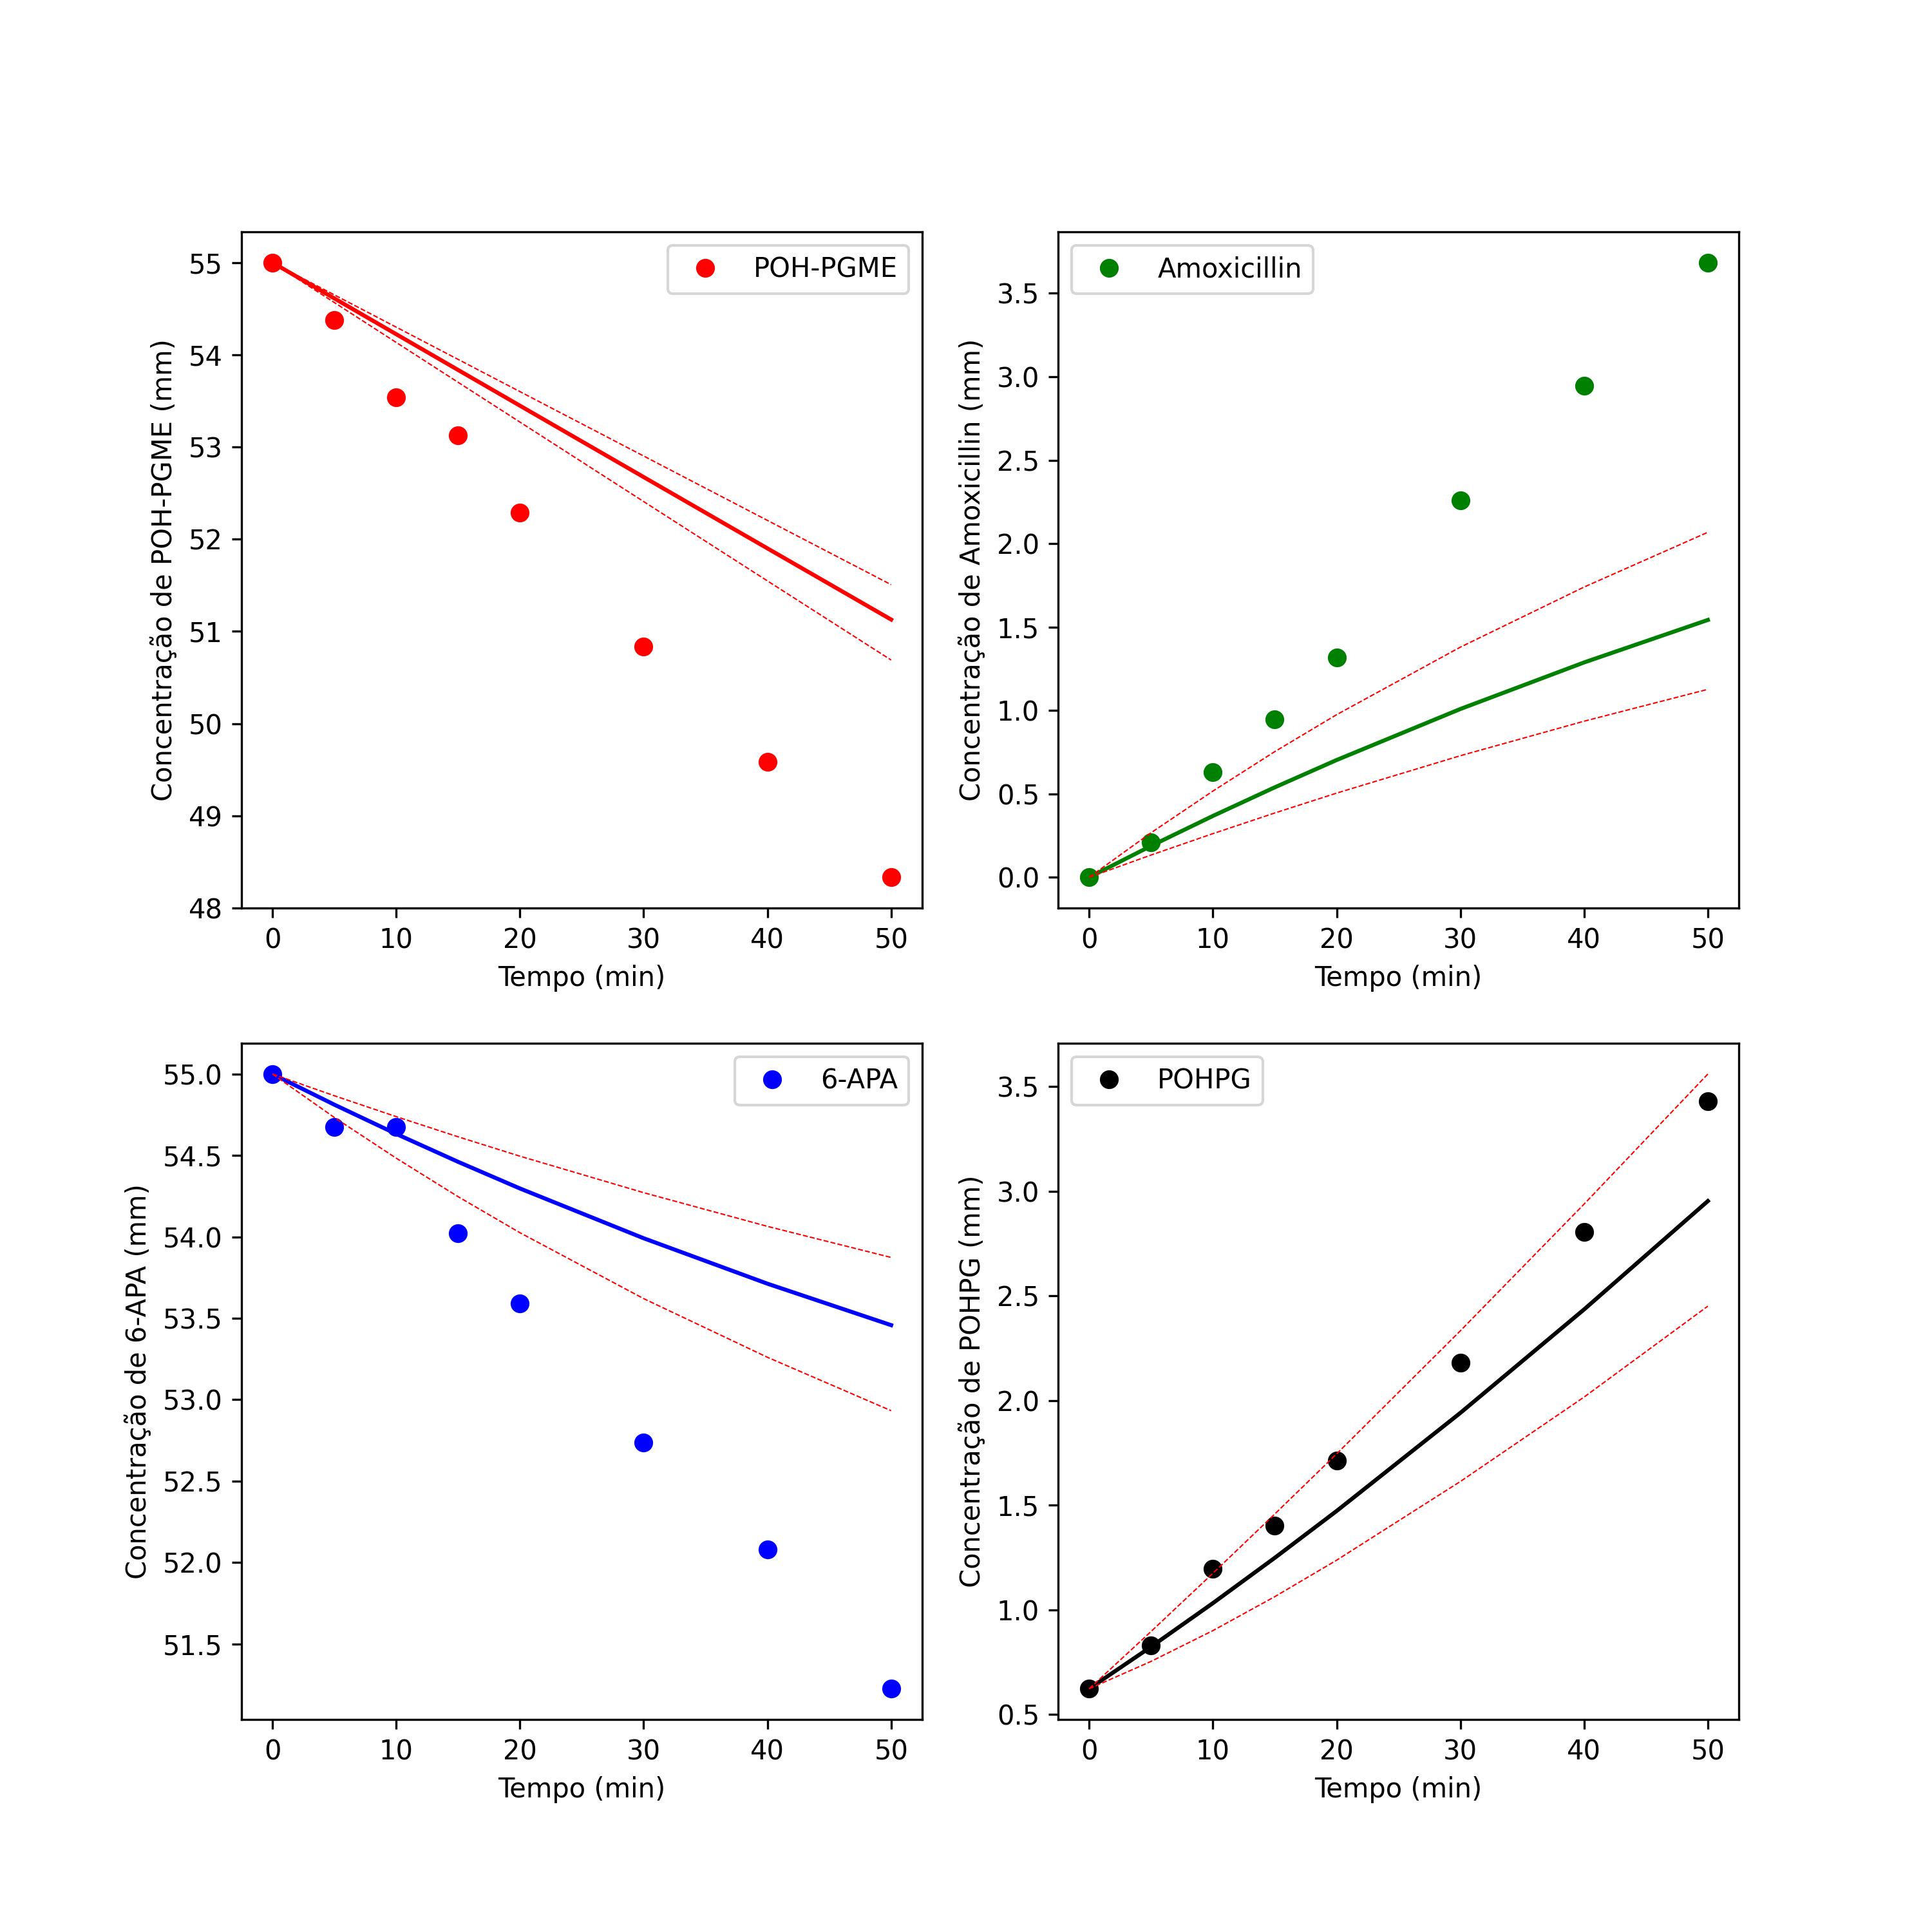 POH-PGME
55
54
53
52
51
50
49
48
Concentração de POH-PGME (mm)
0 10 20 30 40 50
Tempo (min)
Amoxicillin
3.5
3.0
2.5
2.0
1.5
1.0
0.5
0.0
Concentração de Amoxicillin (mm)
0 10 20 30 40 50
Tempo (min)
6-APA
55.0
54.5
54.0
53.5
53.0
52.5
52.0
51.5
Concentração de 6-APA (mm)
0 10 20 30 40 50
Tempo (min)
POHPG
3.5
3.0
2.5
2.0
1.5
1.0
0.5
Concentração de POHPG (mm)
0 10 20 30 40 50
Tempo (min)